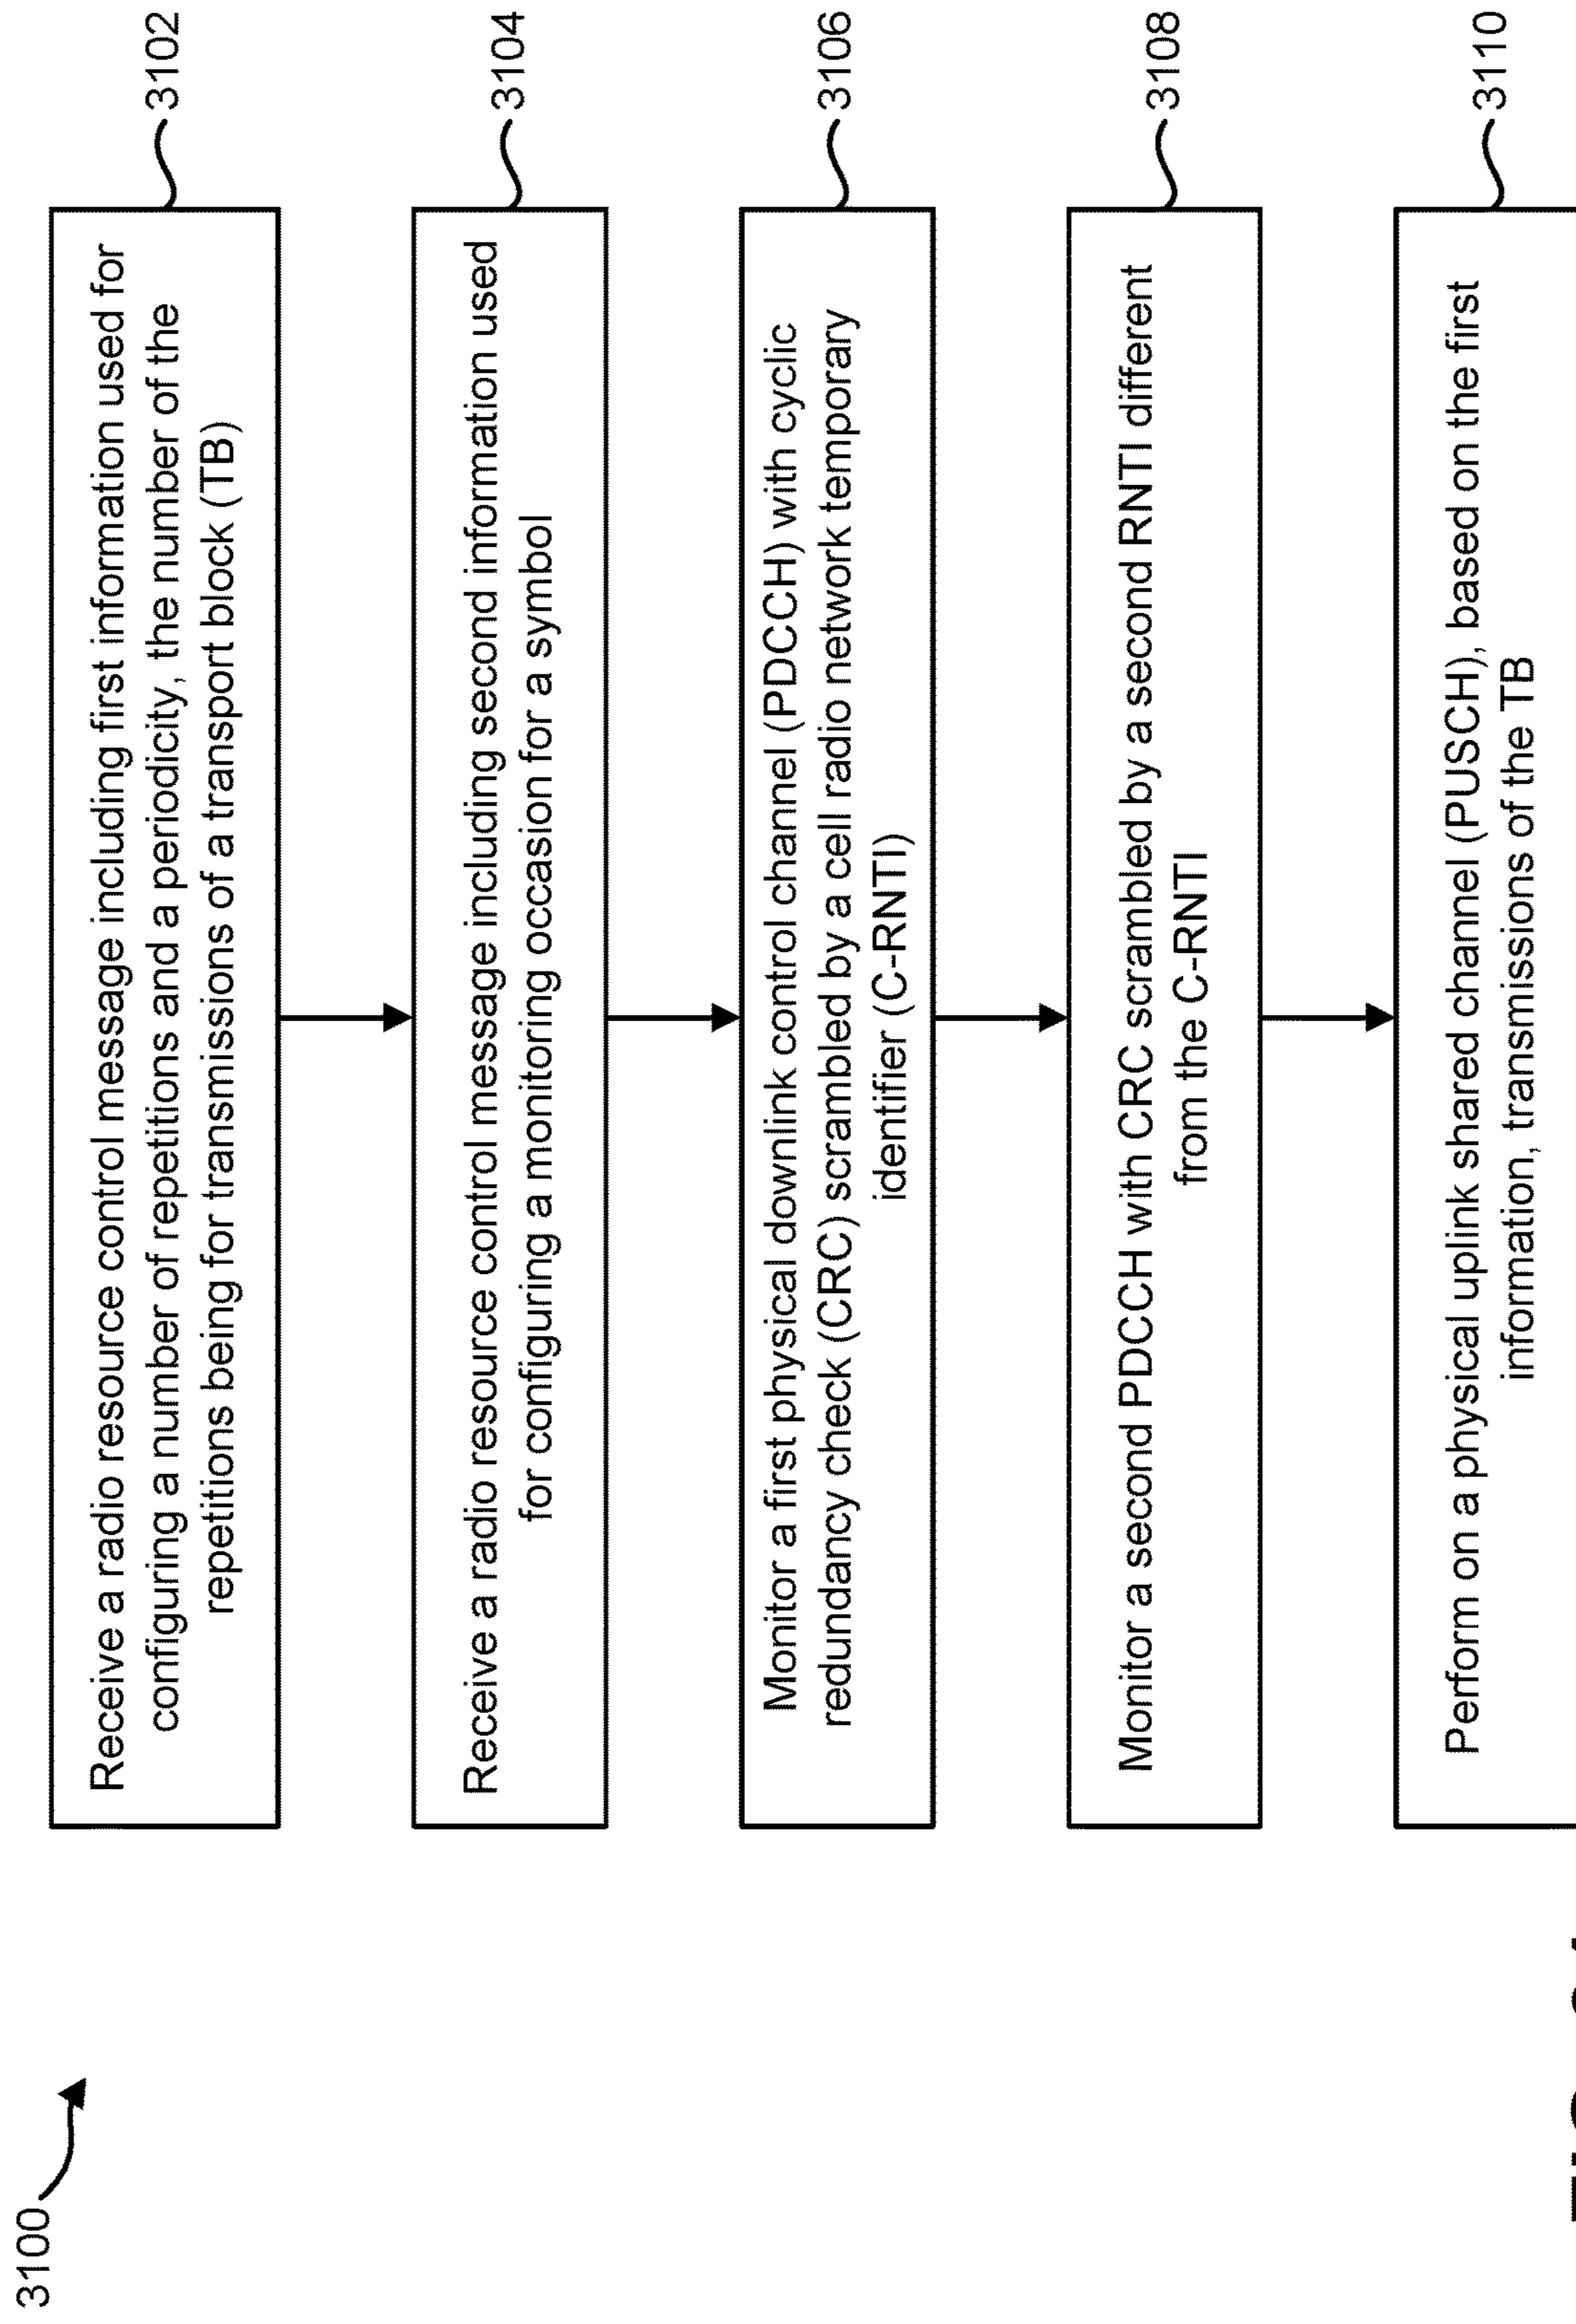 3100
Receive a radio resource control message including first information used for
configuring a number of repetitions and a periodicity, the number of the
repetitions being for transmissions of a transport block (TB)
3102
Receive a radio resource control message including second information used
for configuring a monitoring occasion for a symbol
3104
Monitor a first physical downlink control channel (PDCCH) with cyclic
redundancy check (CRC) scrambled by a cell radio network temporary
identifier (C-RNTI)
3106
Monitor a second PDCCH with CRC scrambled by a second RNTI different
from the C-RNTI
3108
Perform on a physical uplink shared channel (PUSCH), based on the first
information, transmissions of the TB
3110